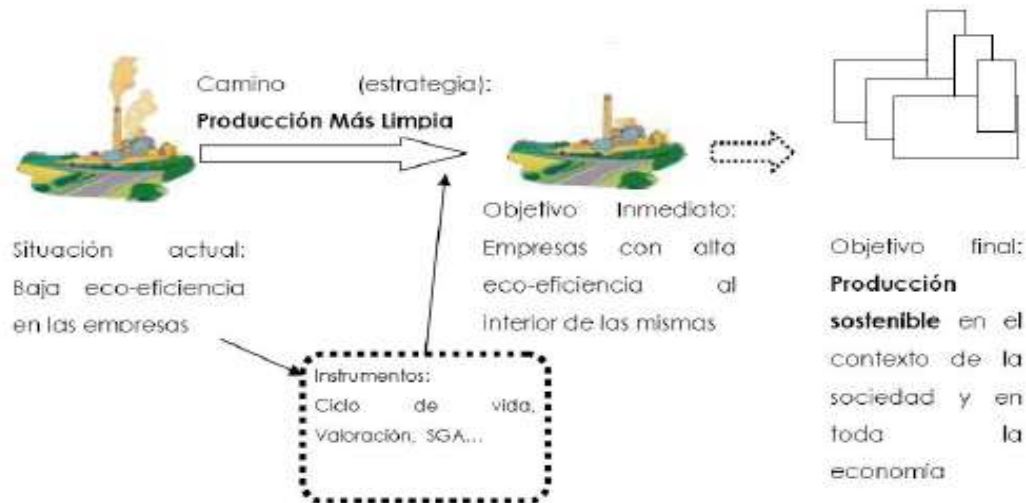 Camino (estrategia):
Producción Más Limpia
Situación actual:
Baja eco-eficiencia
en las empresas
Objetivo Inmediato:
Empresas con alta
eco-eficiencia al
interior de las mismas
Instrumentos:
Ciclo de vida,
Valoración, SGA...
Objetivo final:
Producción
sostenible en el
contexto de la
sociedad y en
toda la
economía